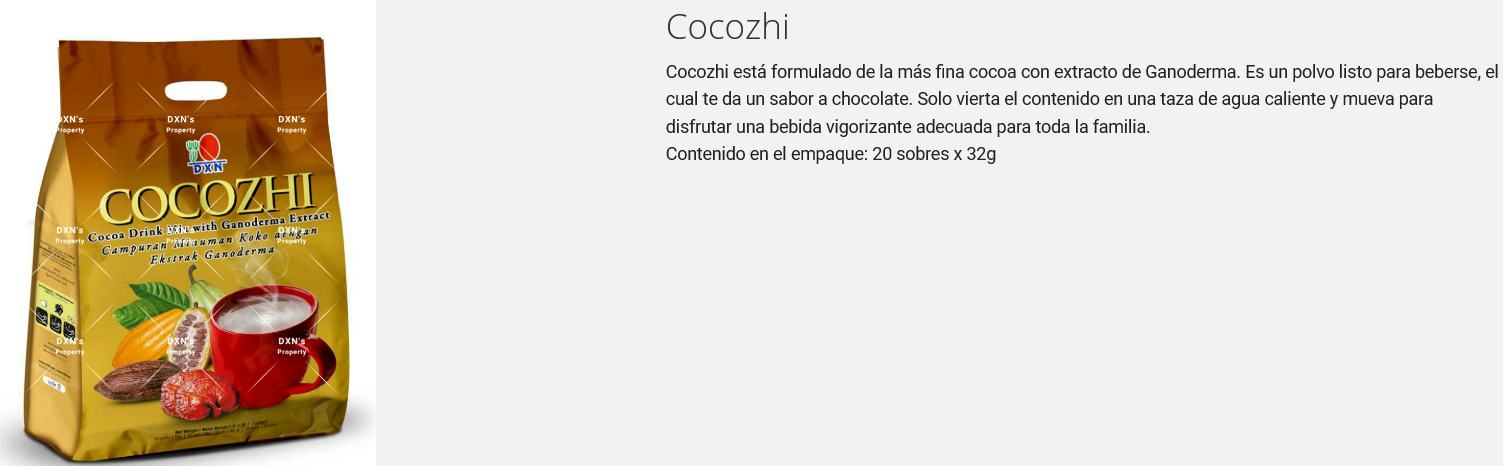 Cocozhi
Cocozhi está formulado de la más fina cocoa con extracto de Ganoderma. Es un polvo listo para beberse, el
cual te da un sabor a chocolate. Solo vierta el contenido en una taza de agua caliente y mueva para
disfrutar una bebida vigorizante adecuada para toda la familia.
Contenido en el empaque: 20 sobres x 32g
DXN
COCOZHI
Cocoa Drink Mix with Ganoderma Extract
Campuran Minuman Koko dengan
Ekstrak Ganoderma
DXN's
Property
DXN's
Property
DXN's
Property
DXN's
Property
DXN's
Property
DXN's
Property
DXN's
Property
DXN's
Property
DXN's
Property